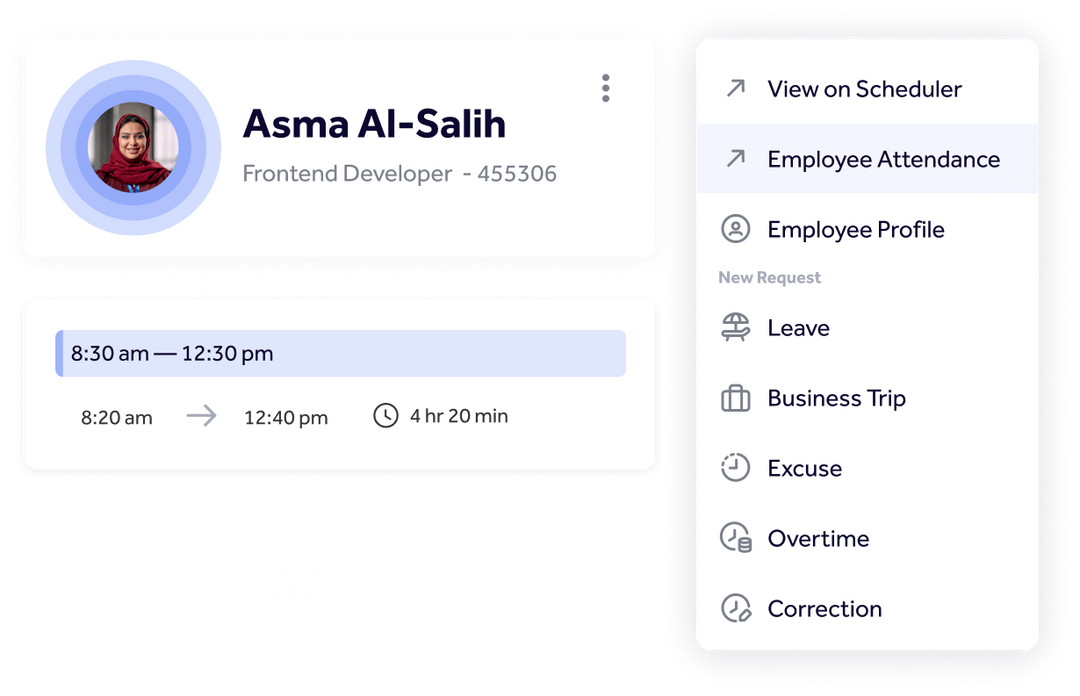 Asma Al-Salih
Frontend Developer - 455306
8:30 am — 12:30 pm
8:20 am → 12:40 pm 4 hr 20 min
View on Scheduler
Employee Attendance
Employee Profile
New Request
Leave
Business Trip
Excuse
Overtime
Correction